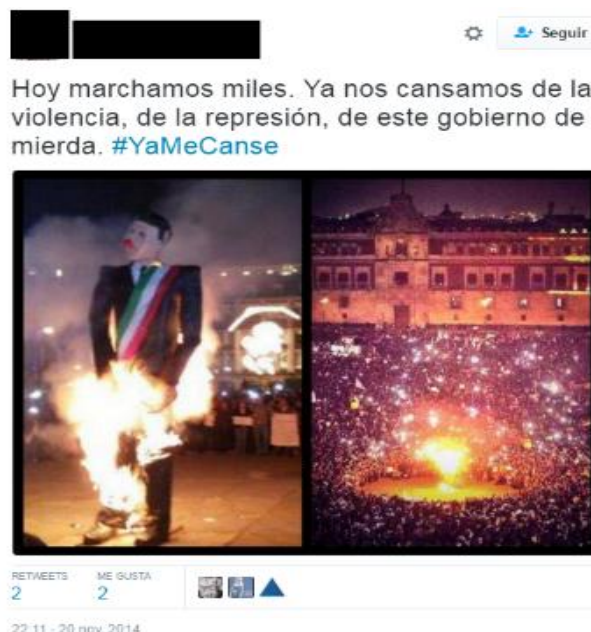 Seguir
Hoy marchamos miles. Ya nos cansamos de la
violencia, de la represión, de este gobierno de
mierda. #YaMeCanse
RETWEETS
2
ME GUSTA
2
22:11 - 20 nov. 2014